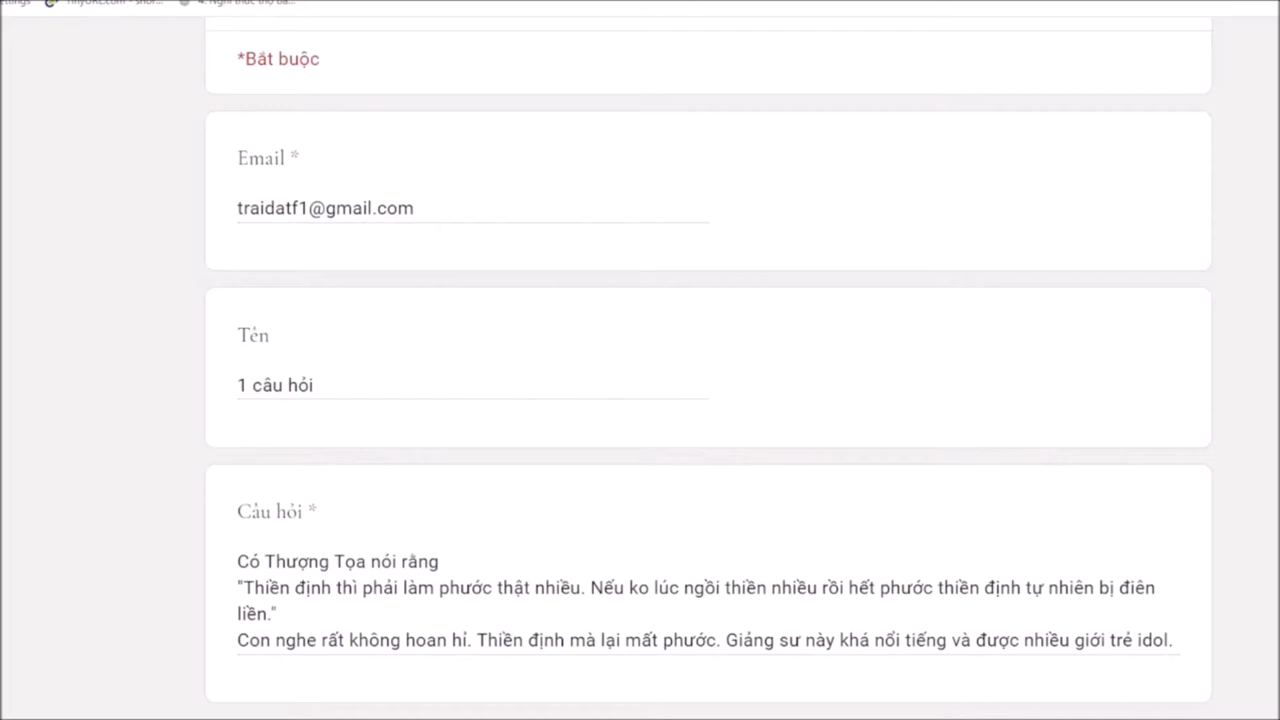 *Bắt buộc
Email *
traidatf1@gmail.com
Tên
1 câu hỏi
Câu hỏi *
Có Thượng Tọa nói rằng
"Thiền định thì phải làm phước thật nhiều. Nếu ko lúc ngồi thiền nhiều rồi hết phước thiền định tự nhiên bị điên
liền."
Con nghe rất không hoan hỉ. Thiền định mà lại mất phước. Giảng sư này khá nổi tiếng và được nhiều giới trẻ idol.